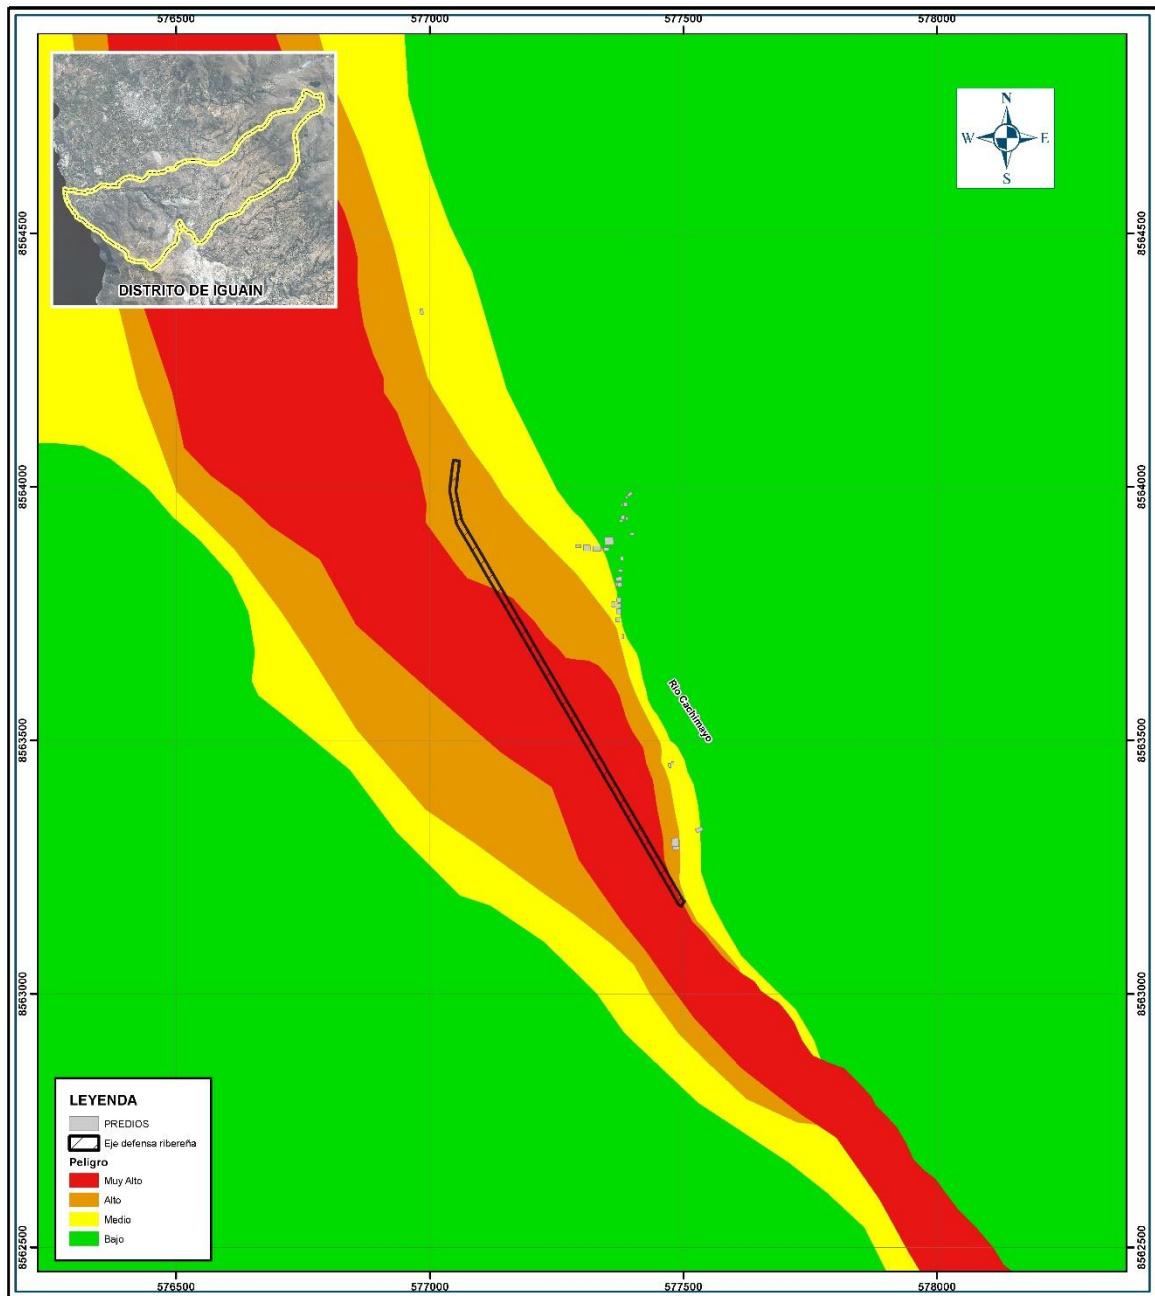 576500 577000 577500 578000
N
W E
S
DISTRITO DE IGUAIN
8564500 8564500
8564000 8564000
Río Cachimayo
8563500 8563500
8563000 8563000
LEYENDA
PREDIOS
Eje defensa ribereña
Peligro
Muy Alto
Alto
Medio
Bajo
8562500 8562500
576500 577000 577500 578000